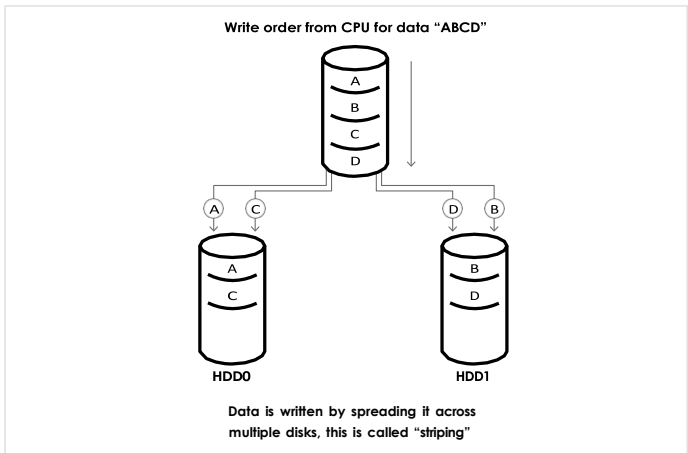 Write order from CPU for data “ABCD”
A
B
C
D
A
C
D
B
A
C
B
D
HDD0
HDD1
Data is written by spreading it across
multiple disks, this is called “striping”